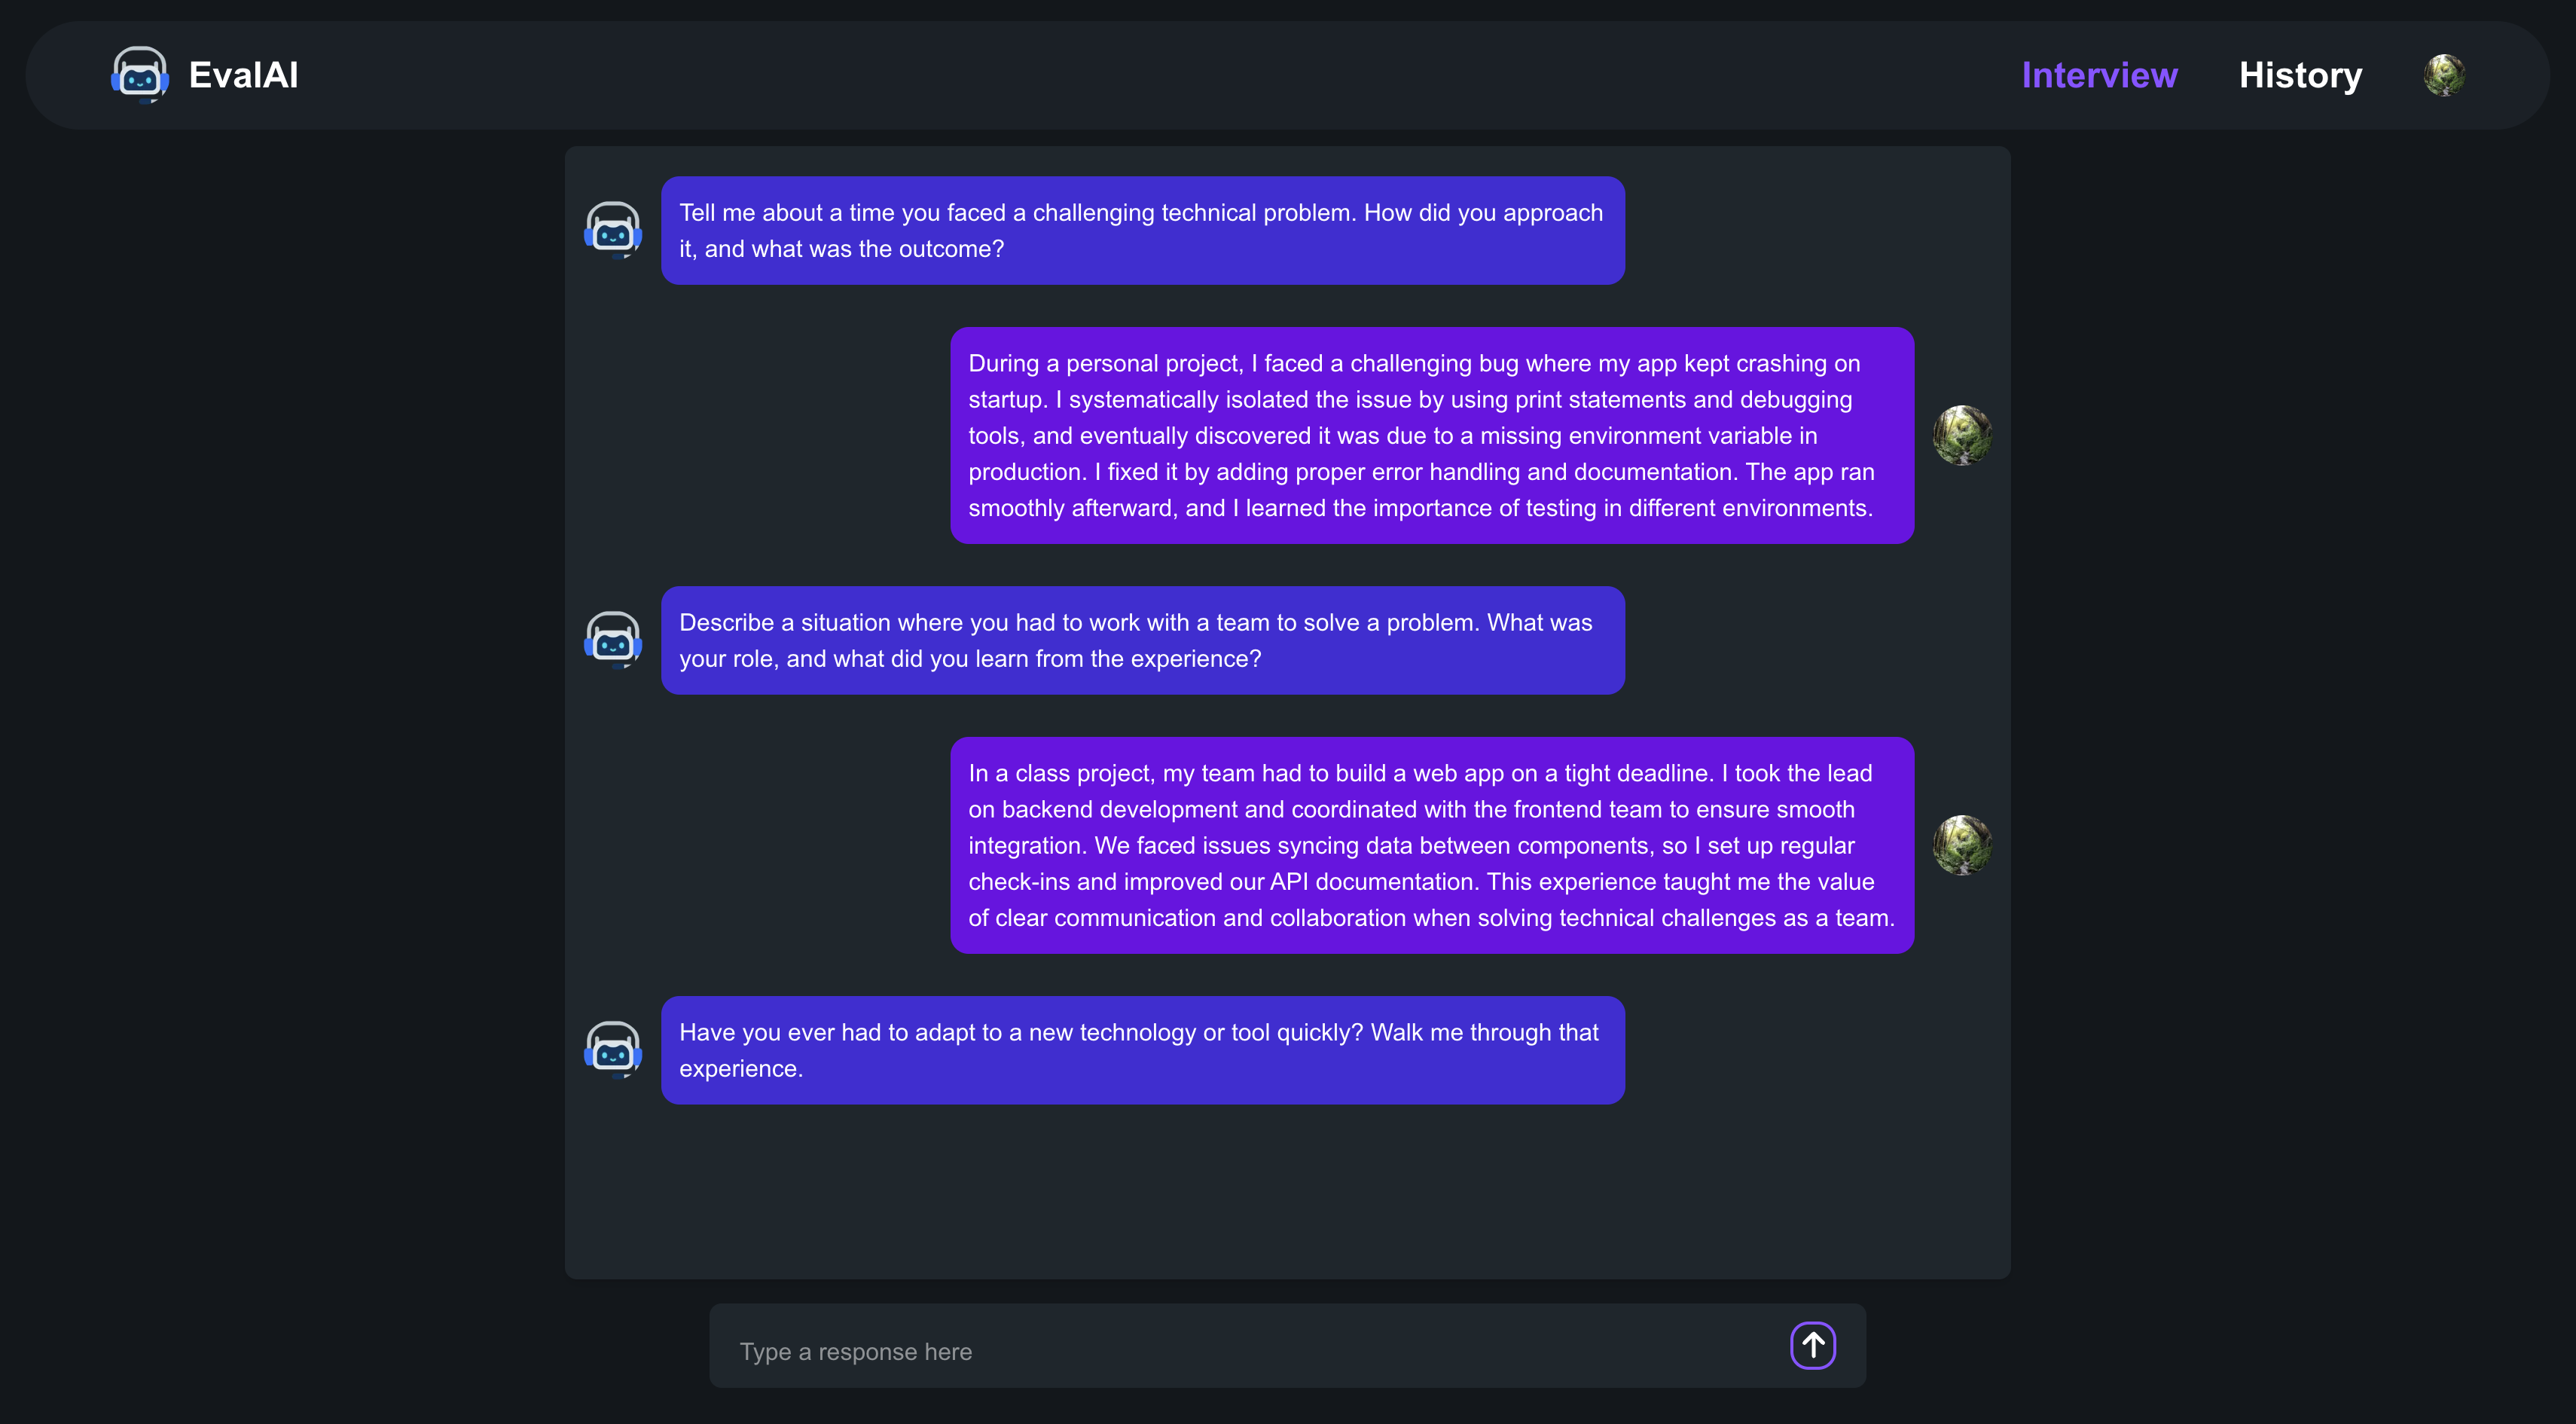 EvalAI
Interview
History
Tell me about a time you faced a challenging technical problem. How did you approach
it, and what was the outcome?
During a personal project, I faced a challenging bug where my app kept crashing on
startup. I systematically isolated the issue by using print statements and debugging
tools, and eventually discovered it was due to a missing environment variable in
production. I fixed it by adding proper error handling and documentation. The app ran
smoothly afterward, and I learned the importance of testing in different environments.
Describe a situation where you had to work with a team to solve a problem. What was
your role, and what did you learn from the experience?
In a class project, my team had to build a web app on a tight deadline. I took the lead
on backend development and coordinated with the frontend team to ensure smooth
integration. We faced issues syncing data between components, so I set up regular
check-ins and improved our API documentation. This experience taught me the value
of clear communication and collaboration when solving technical challenges as a team.
Have you ever had to adapt to a new technology or tool quickly? Walk me through that
experience.
Type a response here